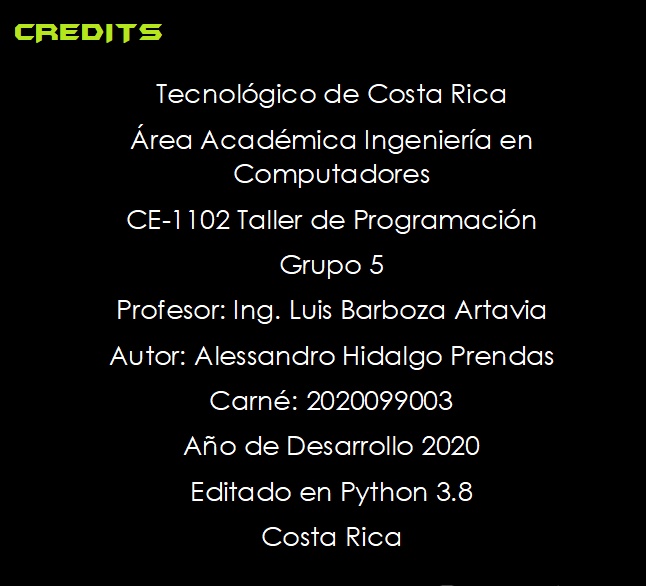 CREDITS
Tecnológico de Costa Rica
Área Académica Ingeniería en
Computadores
CE-1102 Taller de Programación
Grupo 5
Profesor: Ing. Luis Barboza Artavia
Autor: Alessandro Hidalgo Prendas
Carné: 2020099003
Año de Desarrollo 2020
Editado en Python 3.8
Costa Rica